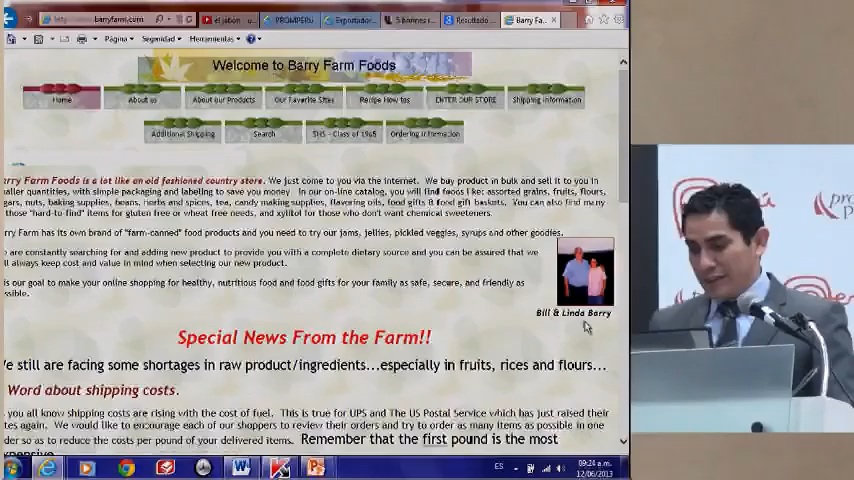 http://www.barryfarm.com
el jabón
PROMPERU
Exportador...
5 bonnes r...
Resultado ...
Barry Fa...
Página
Seguridad
Herramientas
Welcome to Barry Farm Foods
Home
About us
About our Products
Our Favorite Sites
Recipe How tos
ENTER OUR STORE
Shipping Information
Additional Shipping
Search
SHS - Class of 1965
Ordering Information
arry Farm Foods is a lot like an old fashioned country store. We just come to you via the internet. We buy product in bulk and sell it to you in
aller quantities, with simple packaging and labeling to save you money. In our on-line catalog, you will find foods like: assorted grains, fruits, flours,
gars, nuts, baking supplies, beans, herbs and spices, tea, candy making supplies, flavoring oils, food gifts & food gift baskets. You can also find many
those "hard-to-find" items for gluten free or wheat free needs, and xylitol for those who don't want chemical sweeteners.
rry Farm has its own brand of "farm-canned" food products and you need to try our jams, jellies, pickled veggies, syrups and other goodies.
e are constantly searching for and adding new product to provide you with a complete dietary source and you can be assured that we
ll always keep cost and value in mind when selecting our new product.
is our goal to make your online shopping for healthy, nutritious food and food gifts for your family as safe, secure, and friendly as
ssible.
Bill & Linda Barry
Special News From the Farm!!
We still are facing some shortages in raw product/ingredients...especially in fruits, rices and flours...
Word about shipping costs.
you all know shipping costs are rising with the cost of fuel. This is true for UPS and The US Postal Service which has just raised their
tes again. We would like to encourage each of our shoppers to review their orders and try to order as many items as possible in one
der so as to reduce the costs per pound of your delivered items. Remember that the first pound is the most
ES
09:24 a.m.
12/06/2013